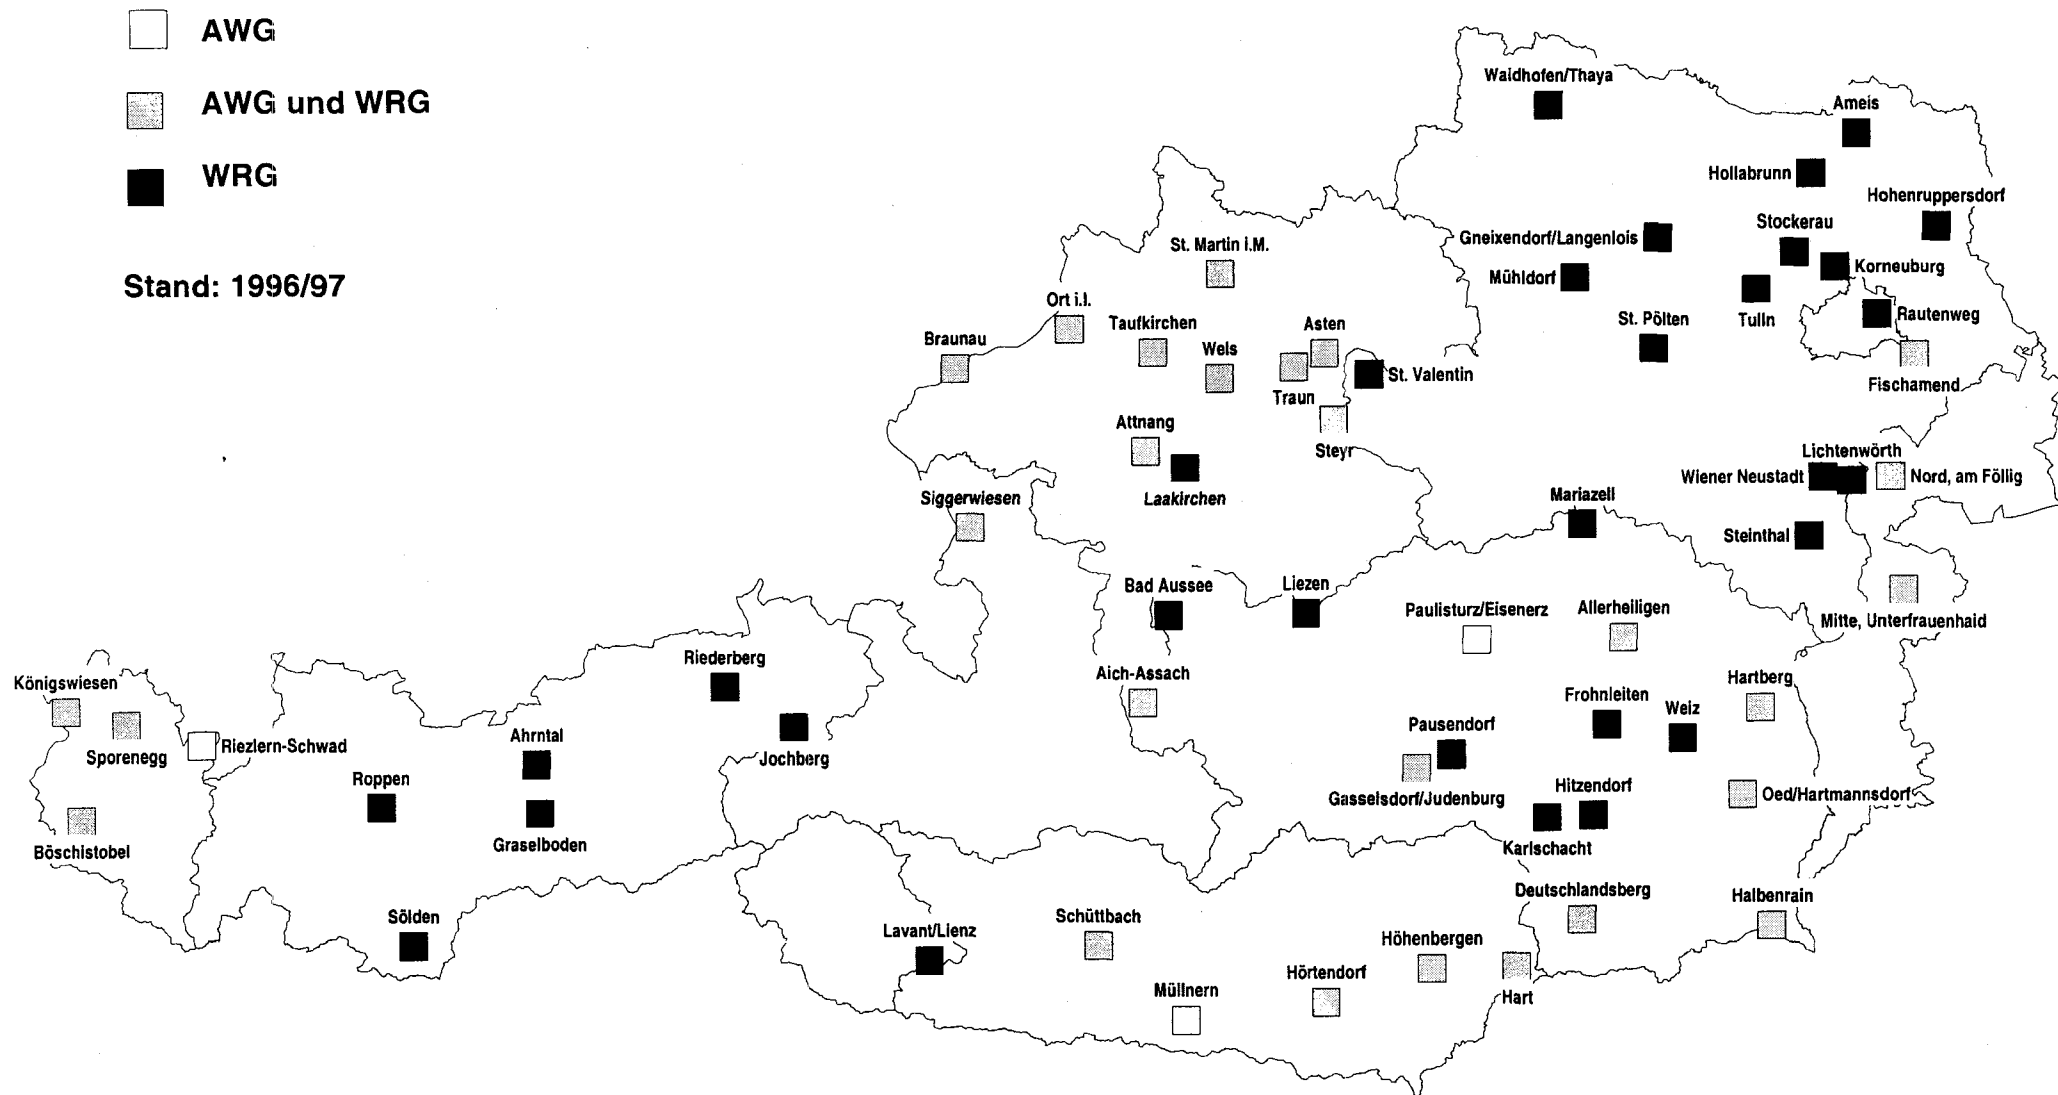 AWG
AWG und WRG
WRG
Stand: 1996/97
Waidhofen/Thaya
Ameis
Hollabrunn
Hohenruppersdorf
Stockerau
Gneixendorf/Langenlois
St. Martin i.M.
Korneuburg
Mühldorf
Ort i.I.
Rautenweg
St. Pölten
Tulln
Taufkirchen
Asten
Braunau
Wels
St. Valentin
Fischamend
Traun
Attnang
Steyr
Lichtenwörth
Wiener Neustadt
Nord, am Föllig
Siggerwiesen
Laakirchen
Mariazell
Steinthal
Bad Aussee
Liezen
Paulisturz/Eisenerz
Allerheiligen
Mitte, Unterfrauenhaid
Riederberg
Aich-Assach
Hartberg
Königswiesen
Frohnleiten
Weiz
Pausendorf
Ahrntal
Riezlern-Schwad
Sporenegg
Jochberg
Roppen
Hitzendorf
Oed/Hartmannsdorf
Gasselsdorf/Judenburg
Graselboden
Karlschacht
Böschistobel
Deutschlandsberg
Halbenrain
Sölden
Schüttbach
Lavant/Lienz
Höhenbergen
Hörtendorf
Müllnern
Hart